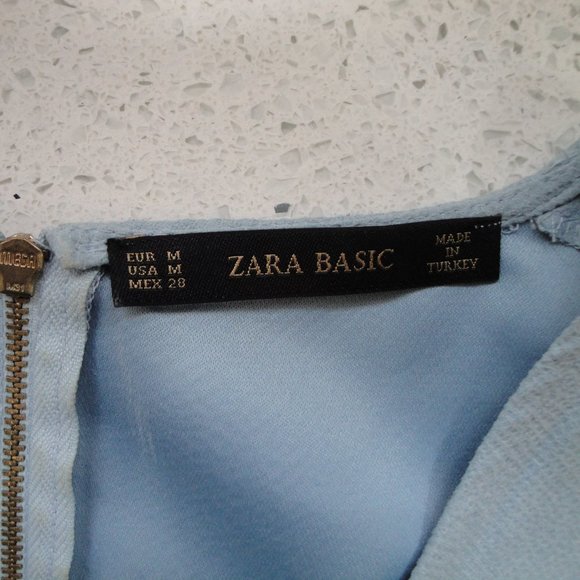 EUR M
USA M
MEX 28
ZARA BASIC
MADE
IN
TURKEY